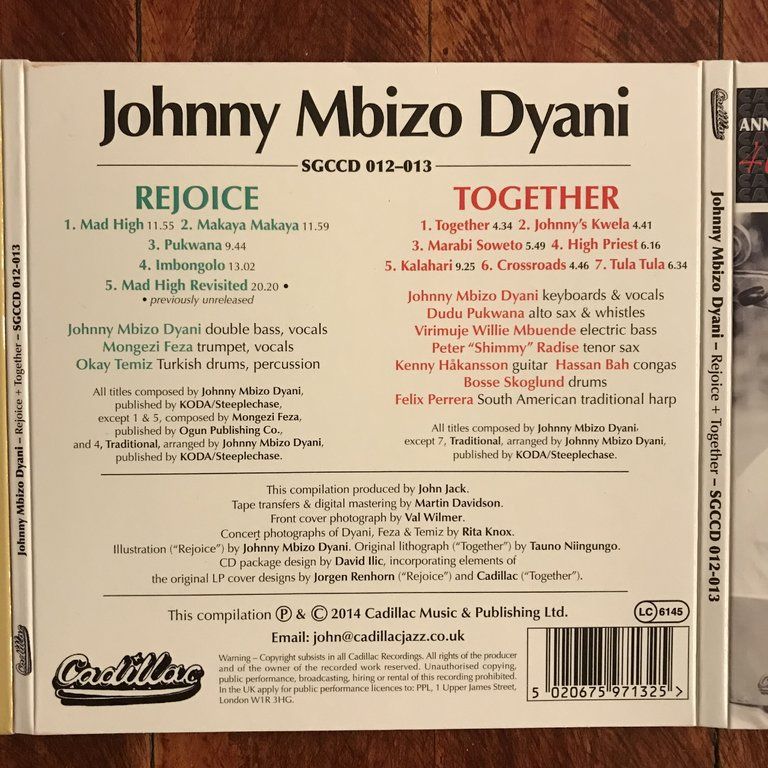 Johnny Mbizo Dyani
SGCCD 012–013
REJOICE
1. Mad High 11.55 2. Makaya Makaya 11.59
3. Pukwana 9.44
4. Imbongolo 13.02
5. Mad High Revisited 20.20 •
• previously unreleased
Johnny Mbizo Dyani double bass, vocals
Mongezi Feza trumpet, vocals
Okay Temiz Turkish drums, percussion
All titles composed by Johnny Mbizo Dyani,
published by KODA/Steeplechase,
except 1 & 5, composed by Mongezi Feza,
published by Ogun Publishing Co.,
and 4, Traditional, arranged by Johnny Mbizo Dyani,
published by KODA/Steeplechase.
TOGETHER
1. Together 4.34 2. Johnny's Kwela 4.41
3. Marabi Soweto 5.49 4. High Priest 6.16
5. Kalahari 9.25 6. Crossroads 4.46 7. Tula Tula 6.34
Johnny Mbizo Dyani keyboards & vocals
Dudu Pukwana alto sax & whistles
Virimuje Willie Mbuende electric bass
Peter “Shimmy” Radise tenor sax
Kenny Håkansson guitar Hassan Bah congas
Bosse Skoglund drums
Felix Perrera South American traditional harp
All titles composed by Johnny Mbizo Dyani,
except 7, Traditional, arranged by Johnny Mbizo Dyani,
published by KODA/Steeplechase.
This compilation produced by John Jack.
Tape transfers & digital mastering by Martin Davidson.
Front cover photograph by Val Wilmer.
Concert photographs of Dyani, Feza & Temiz by Rita Knox.
Illustration (“Rejoice”) by Johnny Mbizo Dyani. Original lithograph (“Together”) by Tauno Niingungo.
CD package design by David Ilic, incorporating elements of
the original LP cover designs by Jorgen Renhorn (“Rejoice”) and Cadillac (“Together”).
This compilation ℗ & © 2014 Cadillac Music & Publishing Ltd.
LC 6145
Email: john@cadillacjazz.co.uk
Cadillac
Warning – Copyright subsists in all Cadillac Recordings. All rights of the producer
and of the owner of the recorded work reserved. Unauthorised copying,
public performance, broadcasting, hiring or rental of this recording prohibited.
In the UK apply for public performance licences to: PPL, 1 Upper James Street,
London W1R 3HG.
5 020675 971325 >
Johnny Mbizo Dyani – Rejoice + Together – SGCCD 012-013
Cadillac
Cadillac
Johnny Mbizo Dyani – Rejoice + Together – SGCCD 012-013
ANN